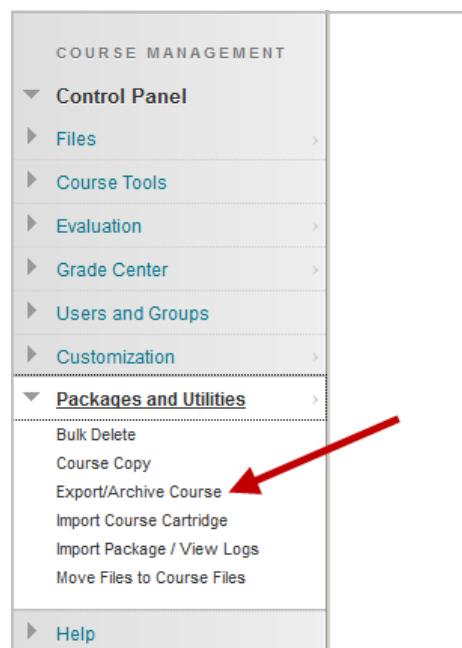 COURSE MANAGEMENT
Control Panel
Files
Course Tools
Evaluation
Grade Center
Users and Groups
Customization
Packages and Utilities
Bulk Delete
Course Copy
Export/Archive Course
Import Course Cartridge
Import Package / View Logs
Move Files to Course Files
Help